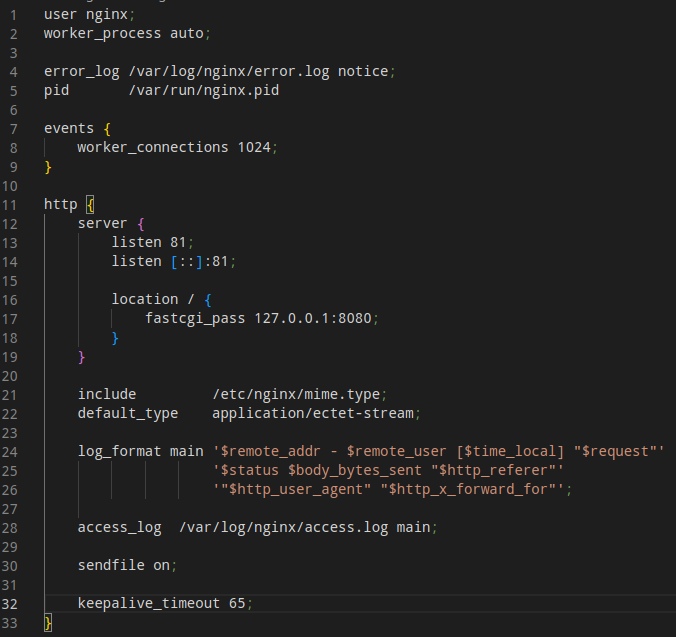 1 user nginx;
2 worker_process auto;
3
4 error_log /var/log/nginx/error.log notice;
5 pid       /var/run/nginx.pid
6
7 events {
8     worker_connections 1024;
9 }
10
11 http {
12     server {
13         listen 81;
14         listen [::]:81;
15
16         location / {
17             fastcgi_pass 127.0.0.1:8080;
18         }
19     }
20
21     include         /etc/nginx/mime.type;
22     default_type    application/ectet-stream;
23
24     log_format main '$remote_addr - $remote_user [$time_local] "$request"'
25                     '$status $body_bytes_sent "$http_referer"'
26                     '"$http_user_agent" "$http_x_forward_for"';
27
28     access_log  /var/log/nginx/access.log main;
29
30     sendfile on;
31
32     keepalive_timeout 65;
33 }